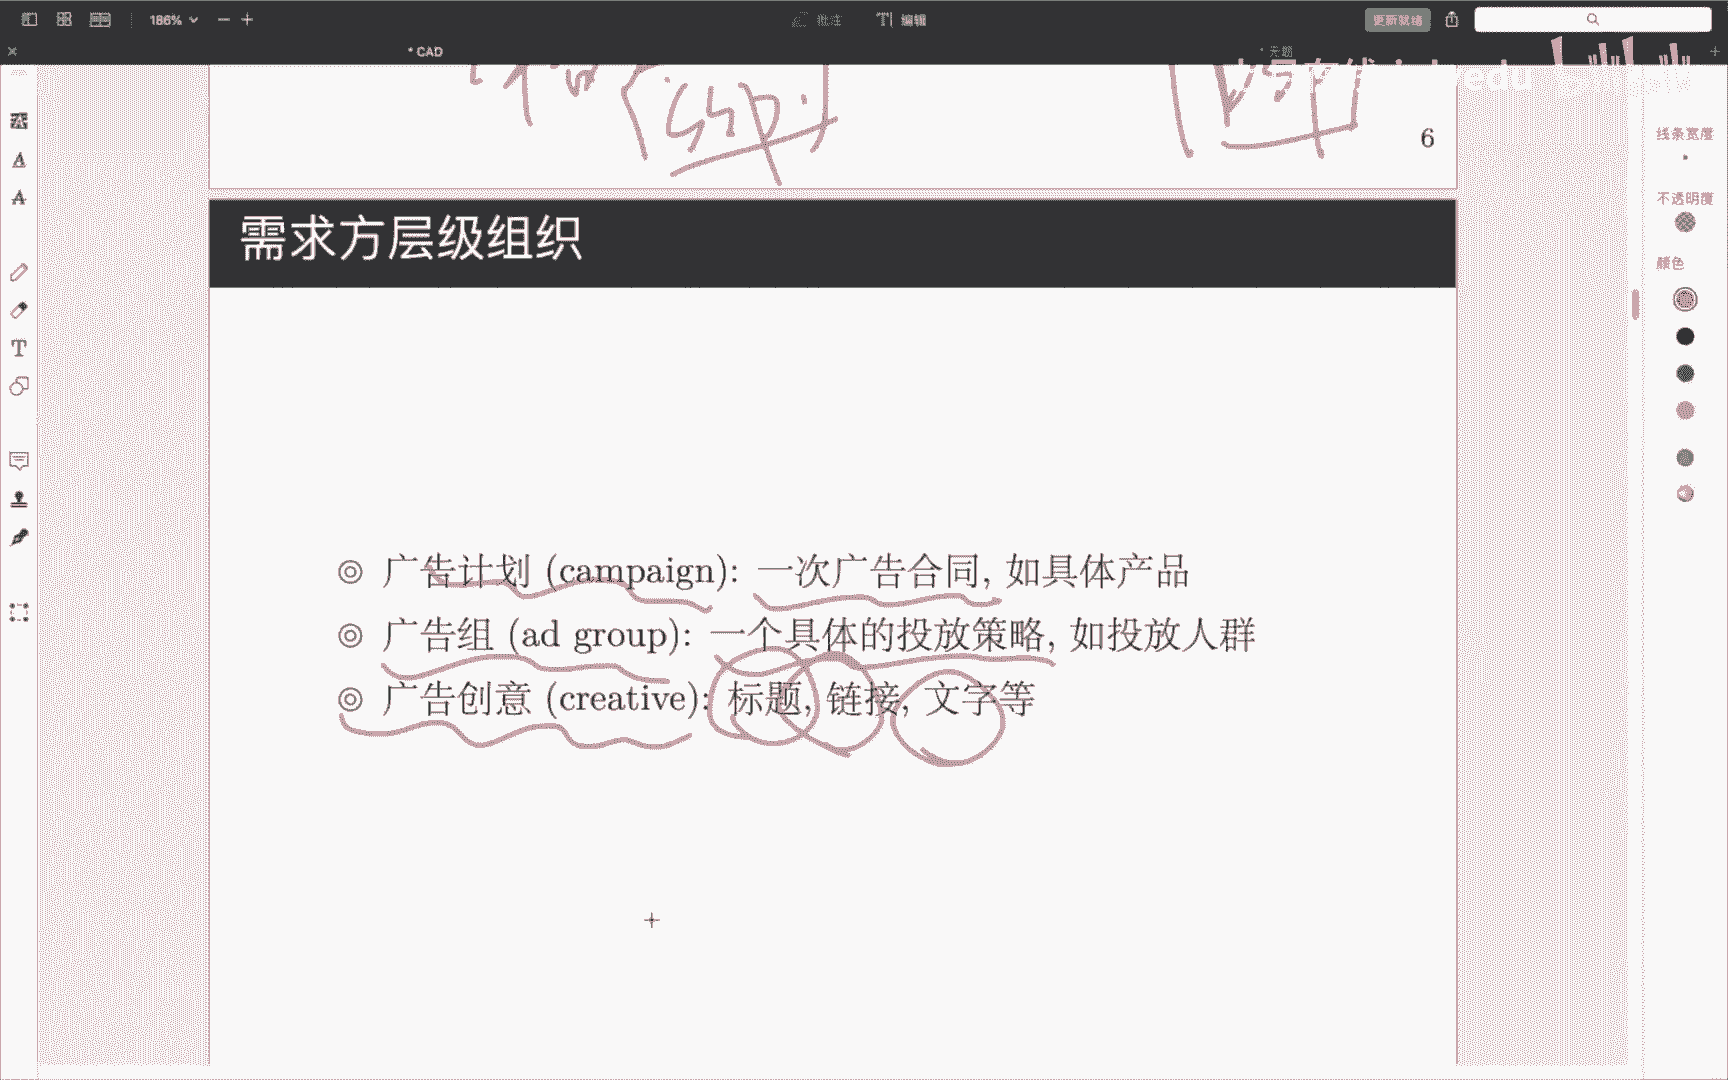 186%
批注
编辑
更新就绪
* CAD
* 无题
edu
ssp
6
线条宽度
不透明度
颜色
需求方层级组织
广告计划 (campaign): 一次广告合同, 如具体产品
广告组 (ad group): 一个具体的投放策略, 如投放人群
广告创意 (creative): 标题, 链接, 文字等